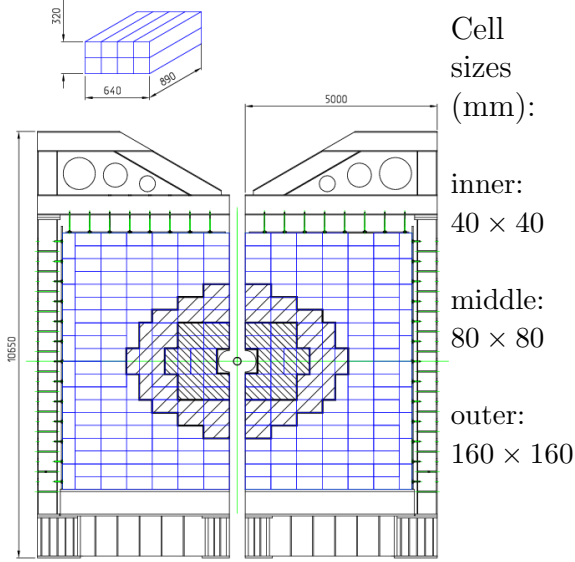 320
640
890
5000
10650
Cell
sizes
(mm):
inner:
40 × 40
middle:
80 × 80
outer:
160 × 160